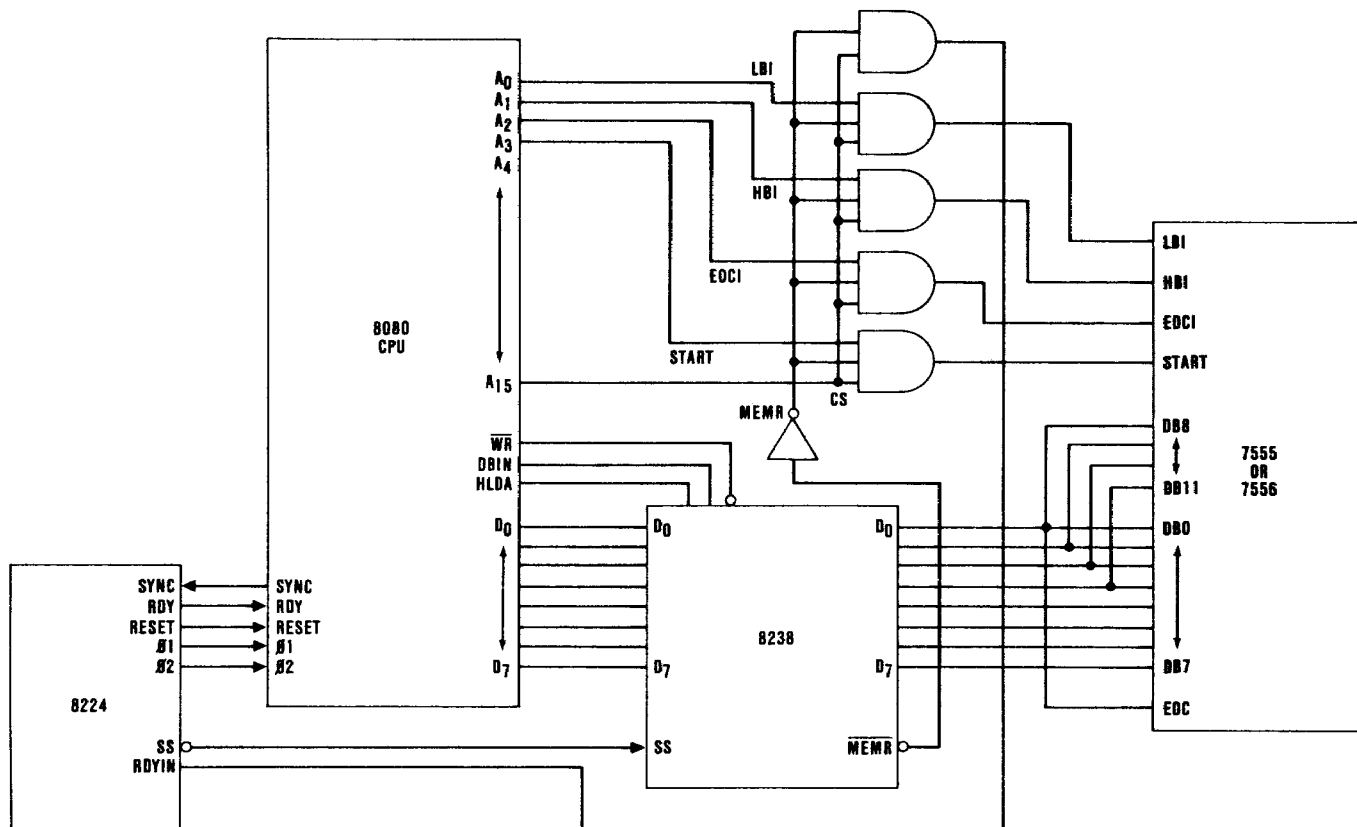 LBI
A0
A1
A2
A3
A4
HBI
LBI
EOCI
HBI
8080
CPU
EOCI
START
START
A15
CS
MEMR
DB8
WR
7555
OR
7556
DBIN
HLDA
DB11
D0
D0
D0
DB0
SYNC
SYNC
RDY
RDY
RESET
RESET
8238
Ø1
Ø1
Ø2
Ø2
D7
D7
D7
DB7
8224
EOC
SS
SS
MEMR
RDYIN